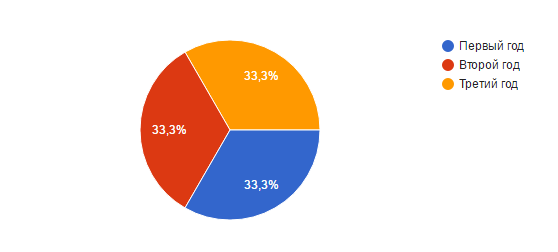 33,3%
33,3%
33,3%
Первый год
Второй год
Третий год